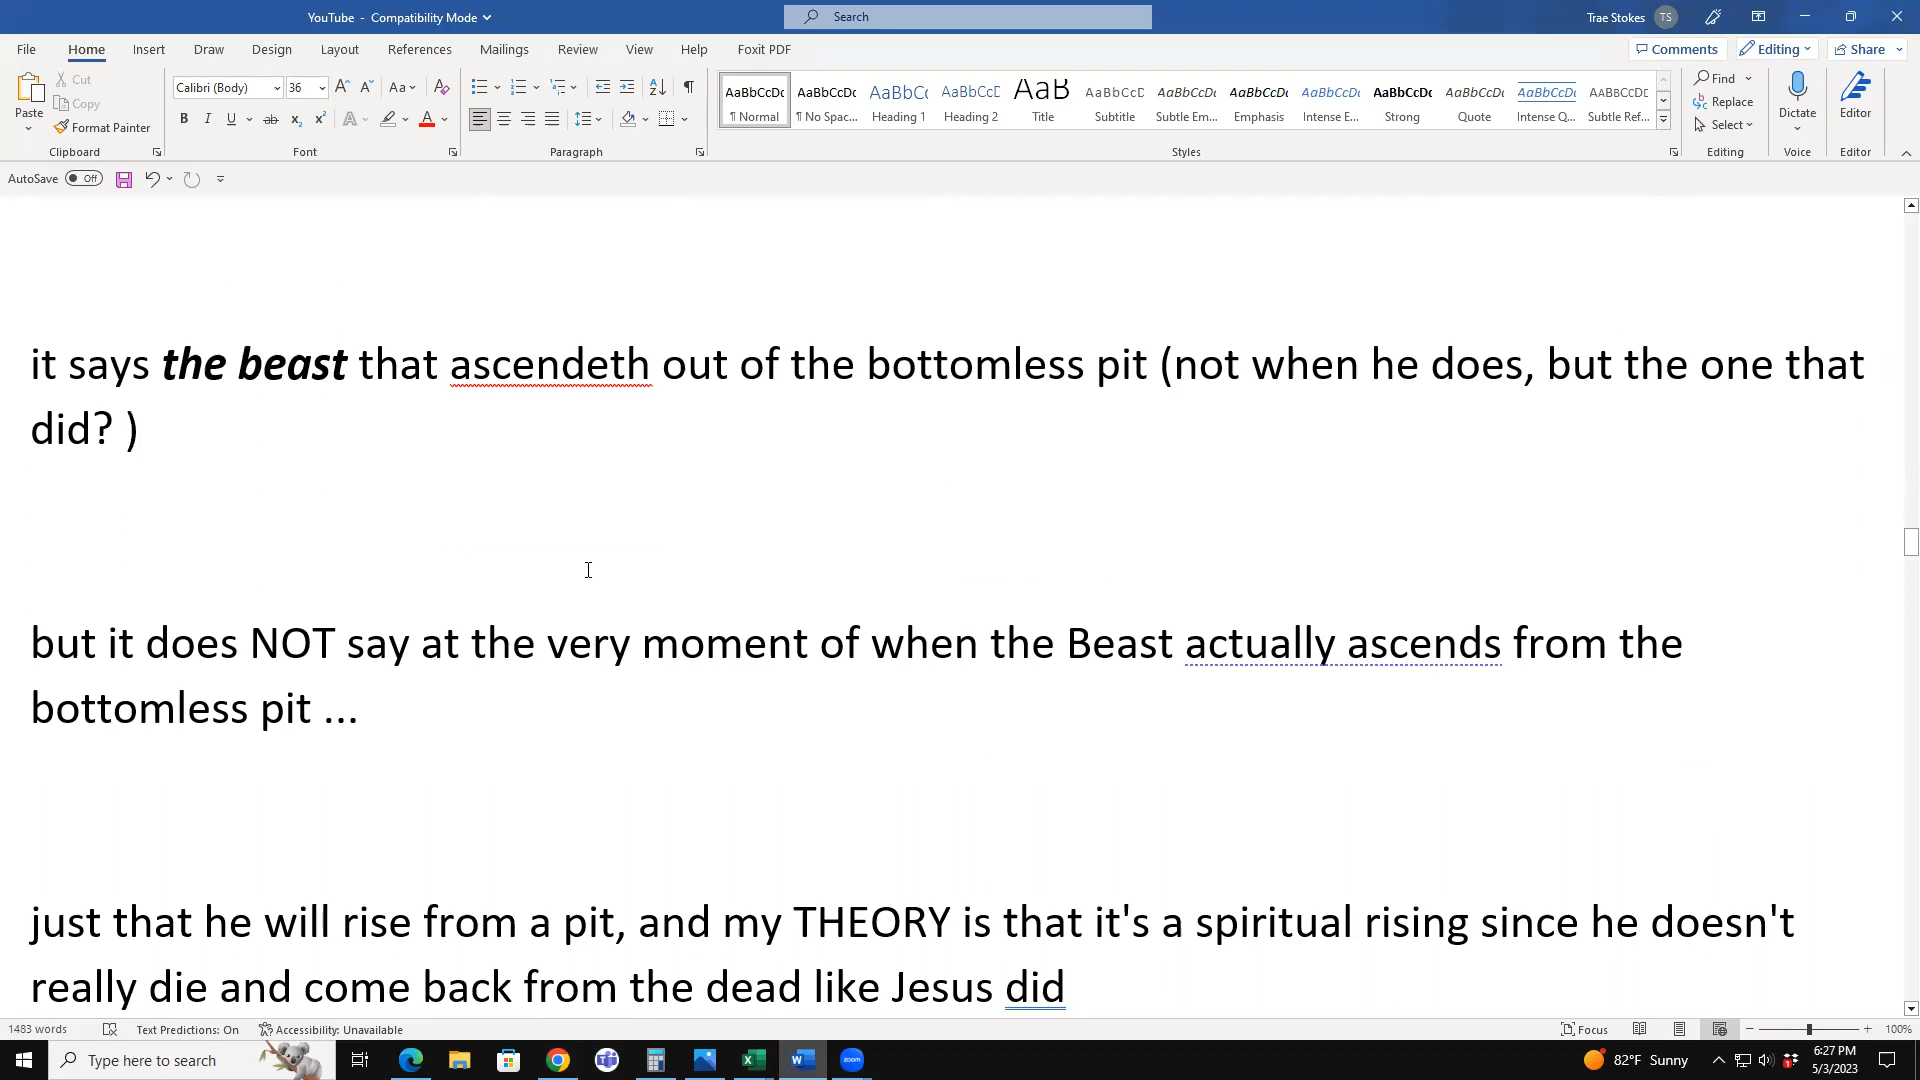 YouTube - Compatibility Mode
Search
Trae Stokes TS
File Home Insert Draw Design Layout References Mailings Review View Help Foxit PDF
Comments Editing Share
Paste
Cut
Copy
Format Painter
Clipboard
Calibri (Body) 36
Font
Paragraph
AaBbCcDc ¶ Normal
AaBbCcDc ¶ No Spac...
AaBbCc Heading 1
AaBbCcD Heading 2
AaB Title
AaBbCcD Subtitle
AaBbCcDc Subtle Em...
AaBbCcDc Emphasis
AaBbCcDc Intense E...
AaBbCcDc Strong
AaBbCcDc Quote
AaBbCcDc Intense Q...
AaBbCcDc Subtle Ref...
Styles
Find
Replace
Select
Editing
Dictate
Voice
Editor
Editor
AutoSave Off
it says the beast that ascendeth out of the bottomless pit (not when he does, but the one that
did? )
but it does NOT say at the very moment of when the Beast actually ascends from the
bottomless pit ...
just that he will rise from a pit, and my THEORY is that it's a spiritual rising since he doesn't
really die and come back from the dead like Jesus did
1483 words Text Predictions: On Accessibility: Unavailable Focus 100%
Type here to search
82°F Sunny
6:27 PM
5/3/2023